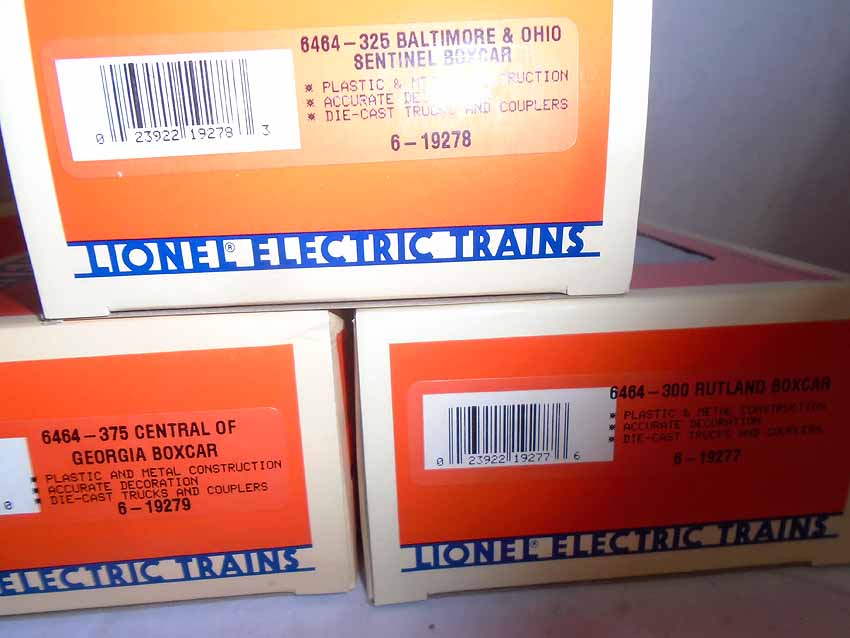 6464-325 BALTIMORE & OHIO
SENTINEL BOXCAR
* PLASTIC & CONSTRUCTION
* ACCURATE
* DIE-CAST TRUCKS AND COUPLERS
0 23922 19278 3
6-19278
LIONEL® ELECTRIC TRAINS
6464-375 CENTRAL OF
GEORGIA BOXCAR
PLASTIC AND METAL CONSTRUCTION
ACCURATE DECORATION
DIE-CAST TRUCKS AND COUPLERS
0
6-19279
ELECTRIC TRAINS
6464-300 RUTLAND BOXCAR
* PLASTIC & METAL CONSTRUCTION
* ACCURATE DECORATION
* DIE-CAST TRUCKS AND COUPLERS
0 23922 19277 6
6-19277
LIONEL® ELECTRIC TRAINS